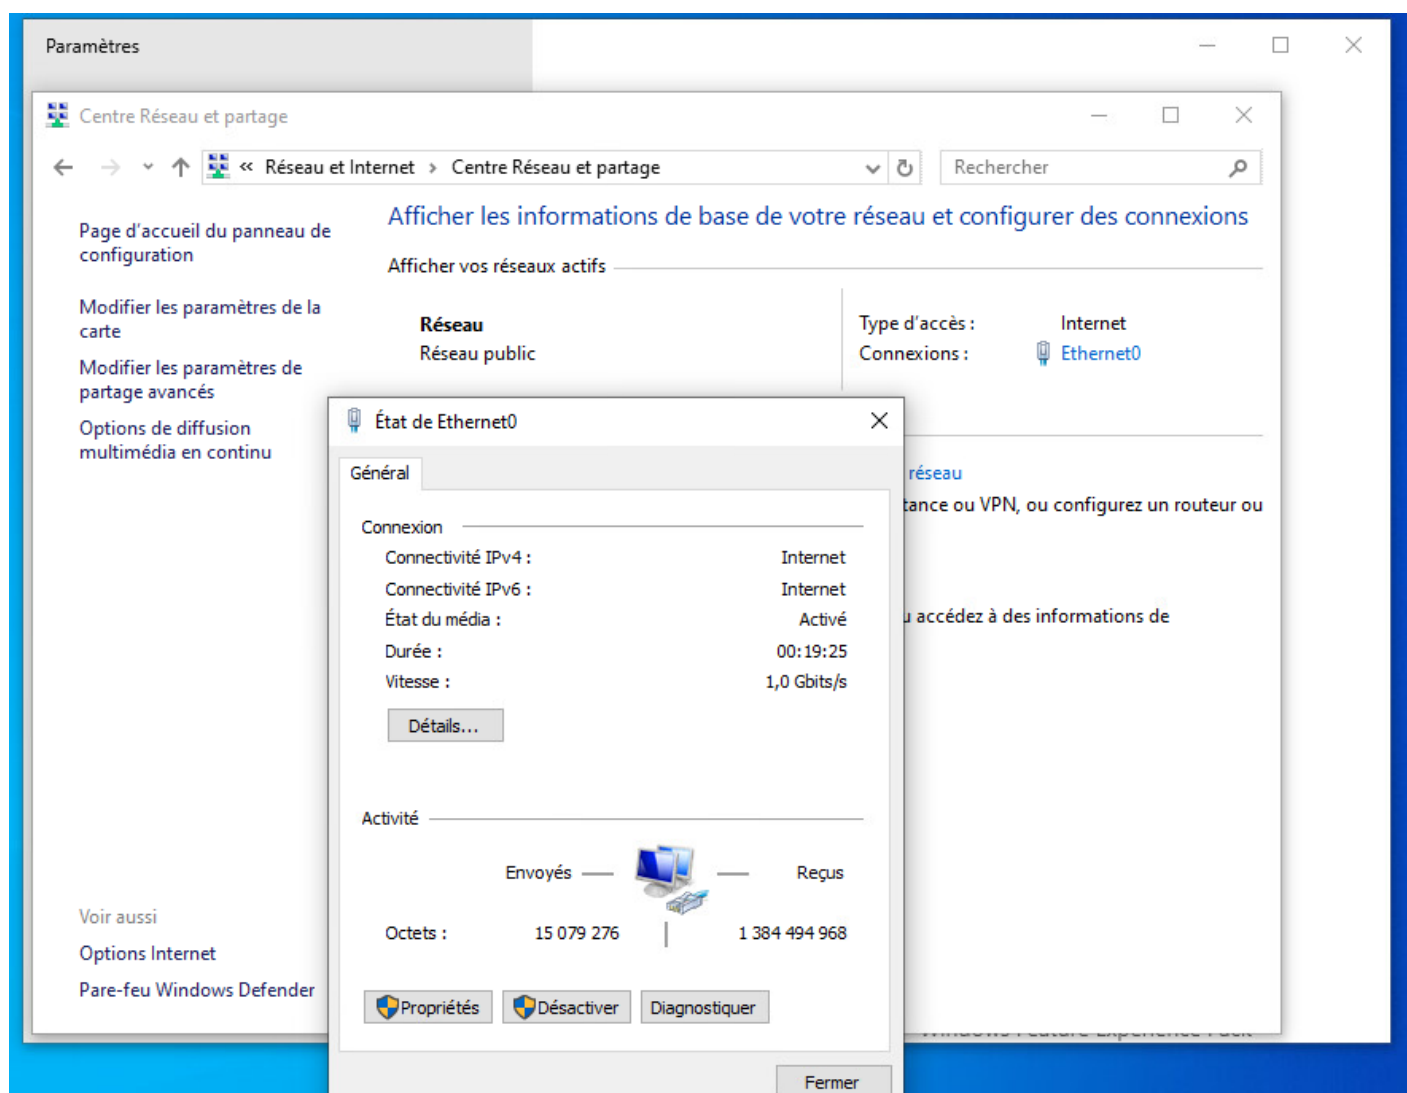 Paramètres
Centre Réseau et partage
« Réseau et Internet > Centre Réseau et partage
Rechercher
Page d'accueil du panneau de
configuration
Modifier les paramètres de la
carte
Modifier les paramètres de
partage avancés
Options de diffusion
multimédia en continu
Voir aussi
Options Internet
Pare-feu Windows Defender
Afficher les informations de base de votre réseau et configurer des connexions
Afficher vos réseaux actifs
Réseau
Réseau public
Type d'accès : Internet
Connexions : Ethernet0
réseau
tance ou VPN, ou configurez un routeur ou
u accédez à des informations de
État de Ethernet0
Général
Connexion
Connectivité IPv4 : Internet
Connectivité IPv6 : Internet
État du média : Activé
Durée : 00:19:25
Vitesse : 1,0 Gbits/s
Détails...
Activité
Envoyés Reçus
Octets : 15 079 276 1 384 494 968
Propriétés Désactiver Diagnostiquer
Fermer
Windows Feature Experience Pack